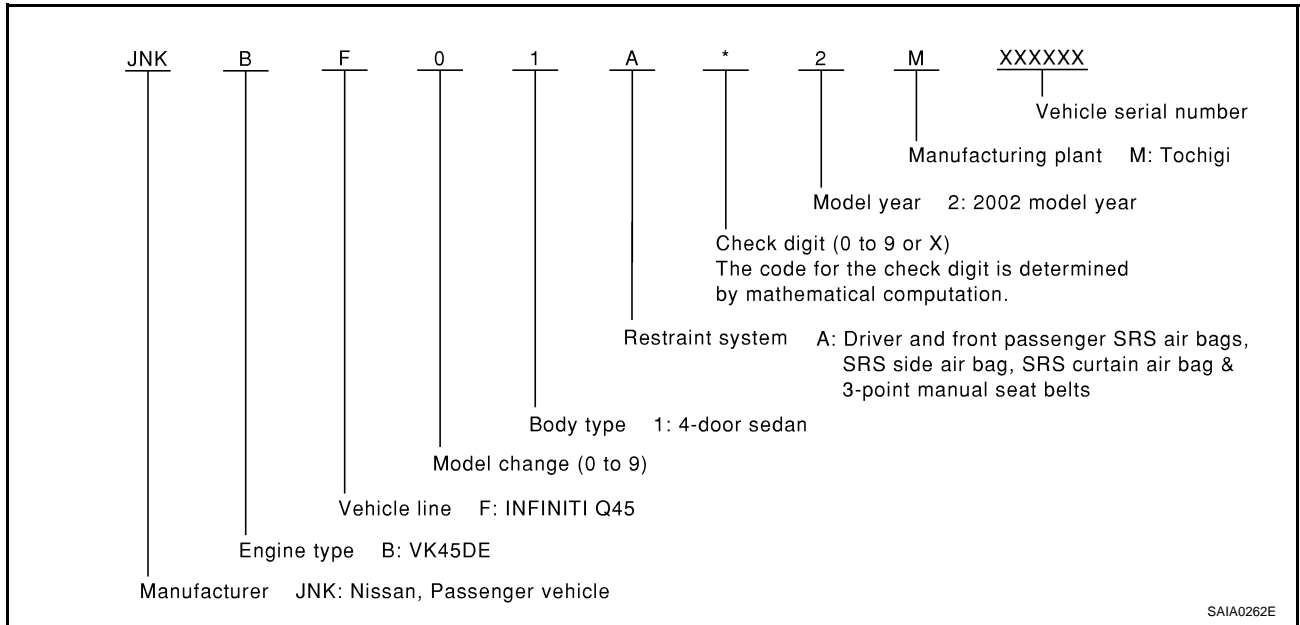 JNK B F 0 1 A * 2 M XXXXXX
Vehicle serial number
Manufacturing plant M: Tochigi
Model year 2: 2002 model year
Check digit (0 to 9 or X)
The code for the check digit is determined
by mathematical computation.
Restraint system A: Driver and front passenger SRS air bags,
SRS side air bag, SRS curtain air bag &
3-point manual seat belts
Body type 1: 4-door sedan
Model change (0 to 9)
Vehicle line F: INFINITI Q45
Engine type B: VK45DE
Manufacturer JNK: Nissan, Passenger vehicle
SAIA0262E